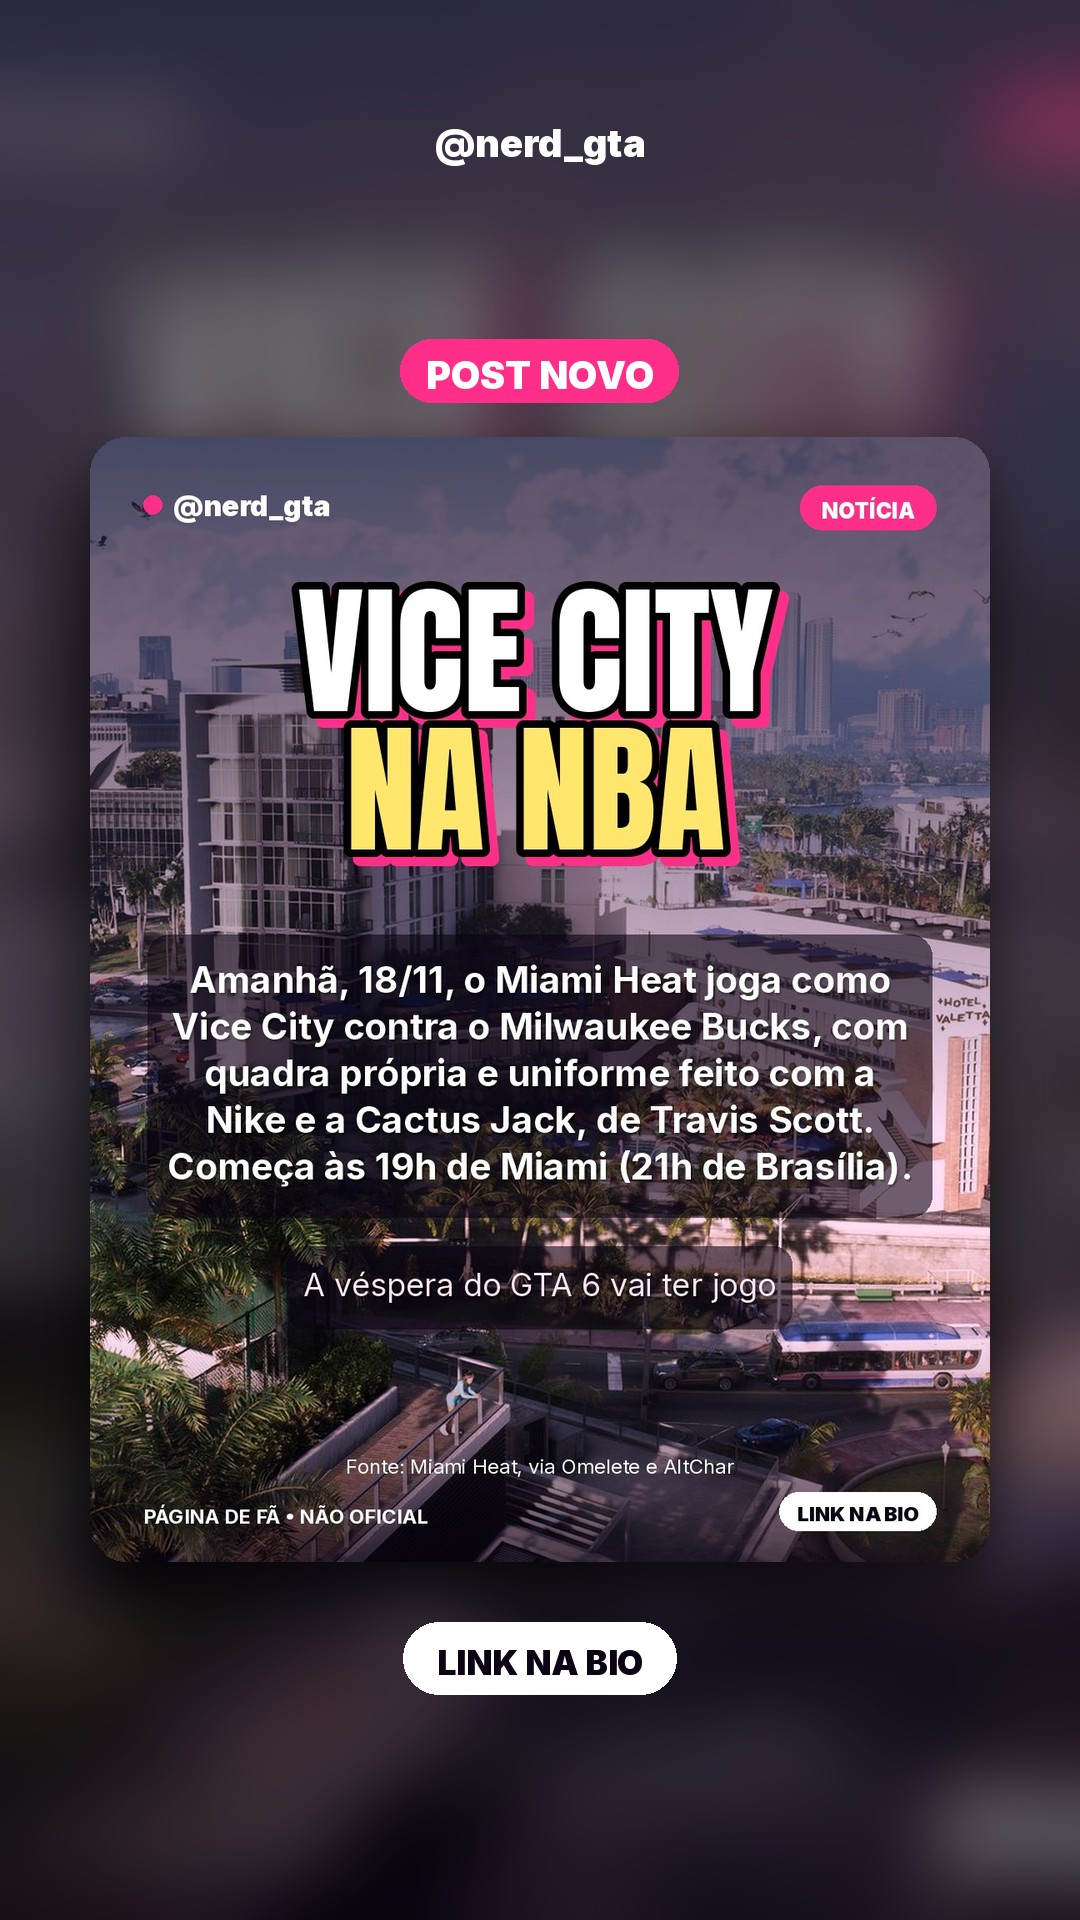 @nerd_gta
POST NOVO
@nerd_gta
NOTÍCIA
VICE CITY
NA NBA
Amanhã, 18/11, o Miami Heat joga como
Vice City contra o Milwaukee Bucks, com
quadra própria e uniforme feito com a
Nike e a Cactus Jack, de Travis Scott.
Começa às 19h de Miami (21h de Brasília).
HOTEL
VALETTA
A véspera do GTA 6 vai ter jogo
Fonte: Miami Heat, via Omelete e AltChar
PÁGINA DE FÃ • NÃO OFICIAL
LINK NA BIO
LINK NA BIO